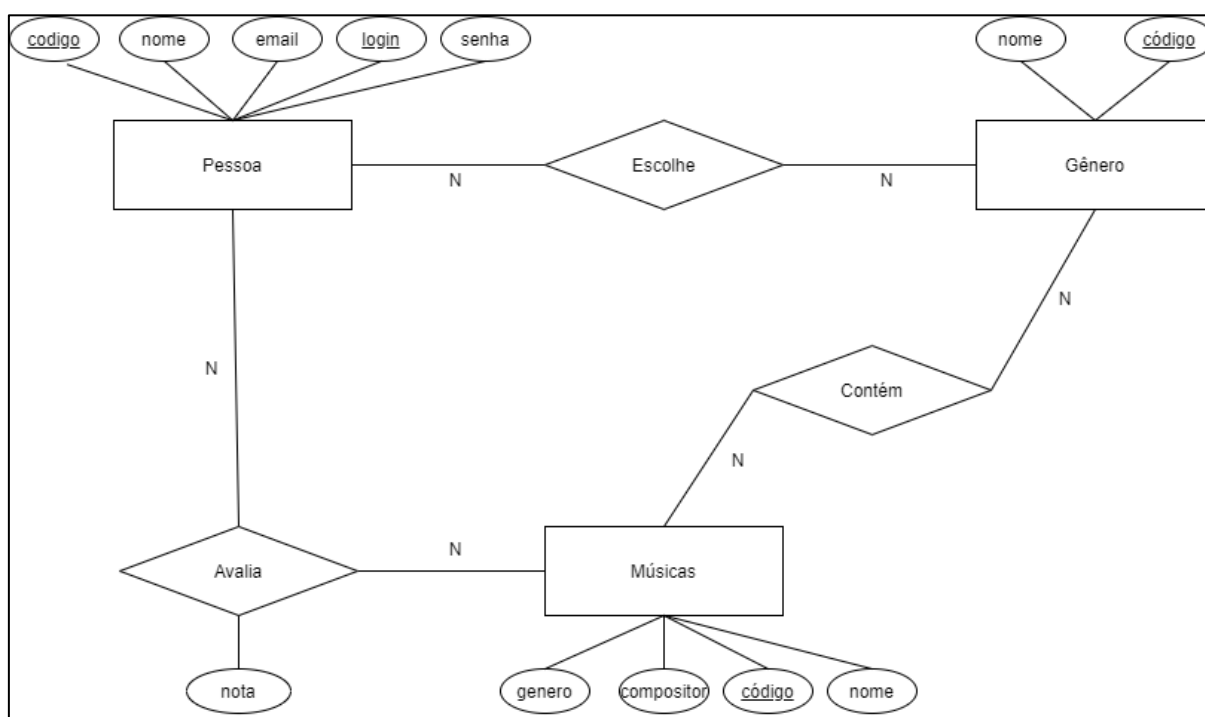 codigo nome email login senha nome código
Pessoa Escolhe Gênero
N N
N
N
Contém
N
N
Avalia Músicas
nota genero compositor código nome